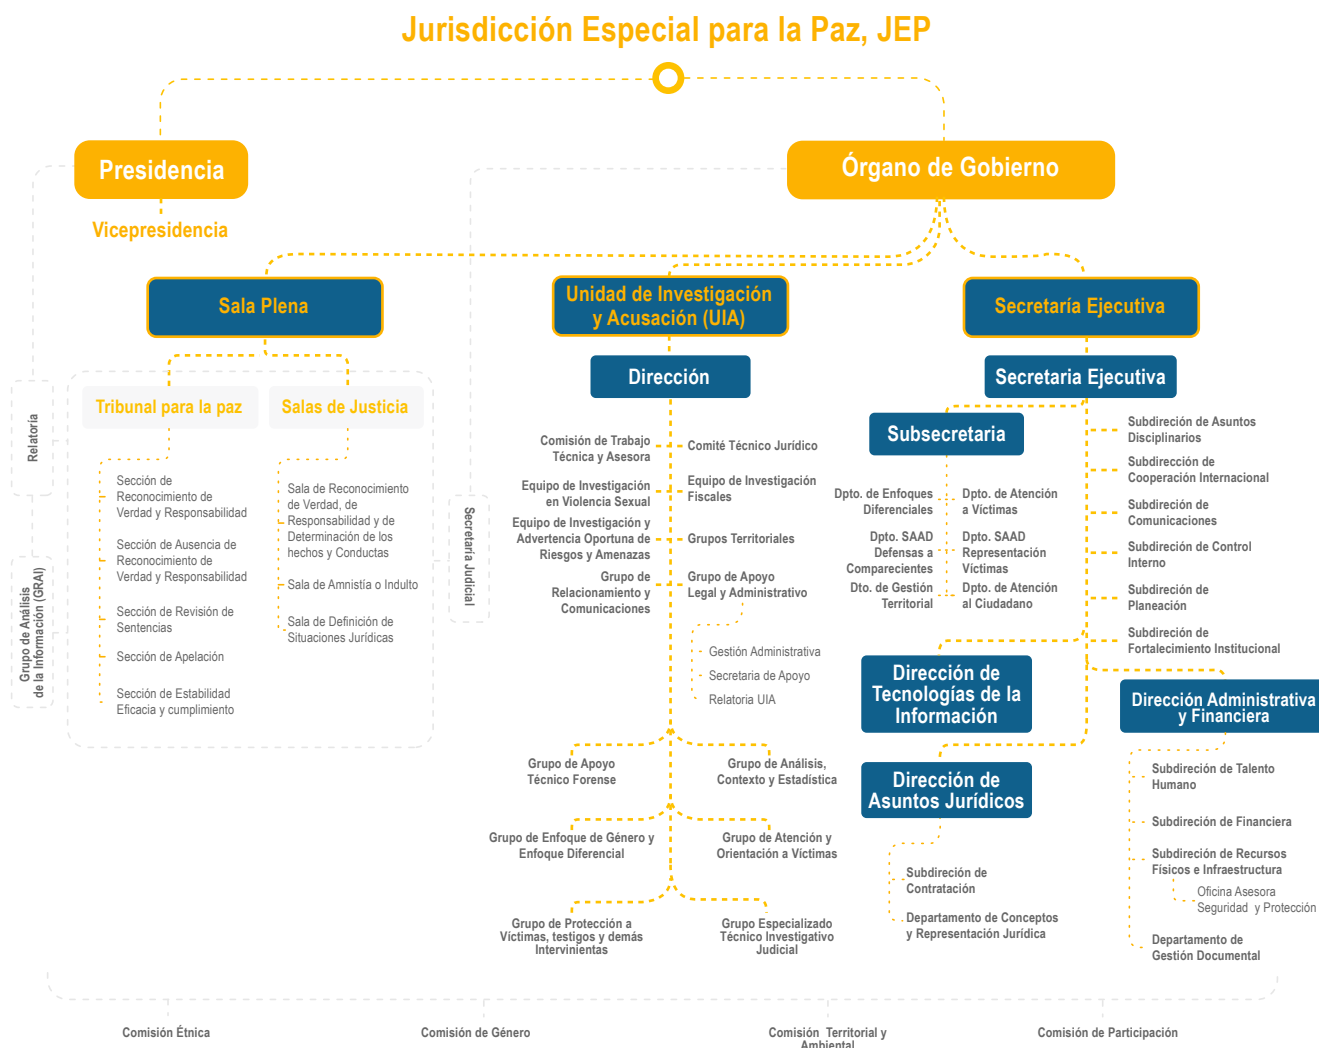 Jurisdicción Especial para la Paz, JEP
Presidencia
Órgano de Gobierno
Vicepresidencia
Sala Plena
Unidad de Investigación
y Acusación (UIA)
Secretaría Ejecutiva
Relatoría
Grupo de Análisis
de la Información (GRAI)
Tribunal para la paz
Sección de
Reconocimiento de
Verdad y Responsabilidad
Sección de Ausencia de
Reconocimiento de
Verdad y Responsabilidad
Sección de Revisión de
Sentencias
Sección de Apelación
Sección de Estabilidad
Eficacia y cumplimiento
Salas de Justicia
Sala de Reconocimiento
de Verdad, de
Responsabilidad y de
Determinación de los
hechos y Conductas
Sala de Amnistía o Indulto
Sala de Definición de
Situaciones Jurídicas
Secretaría Judicial
Dirección
Comisión de Trabajo
Técnica y Asesora
Comité Técnico Jurídico
Equipo de Investigación
en Violencia Sexual
Equipo de Investigación
Fiscales
Equipo de Investigación y
Advertencia Oportuna de
Riesgos y Amenazas
Grupos Territoriales
Grupo de
Relacionamiento y
Comunicaciones
Grupo de Apoyo
Legal y Administrativo
Gestión Administrativa
Secretaria de Apoyo
Relatoria UIA
Grupo de Apoyo
Técnico Forense
Grupo de Análisis,
Contexto y Estadística
Grupo de Enfoque de Género y
Enfoque Diferencial
Grupo de Atención y
Orientación a Víctimas
Grupo de Protección a
Víctimas, testigos y demás
Intervinientas
Grupo Especializado
Técnico Investigativo
Judicial
Secretaria Ejecutiva
Subsecretaria
Dpto. de Enfoques
Diferenciales
Dpto. de Atención
a Víctimas
Dpto. SAAD
Defensas a
Comparecientes
Dpto. SAAD
Representación
Víctimas
Dto. de Gestión
Territorial
Dpto. de Atención
al Ciudadano
Subdireción de Asuntos
Disciplinarios
Subdirección de
Cooperación Internacional
Subdireción de
Comunicaciones
Subdireción de Control
Interno
Subdireción de
Planeación
Subdireción de
Fortalecimiento Institucional
Dirección de
Tecnologías de la
Información
Dirección de
Asuntos Jurídicos
Subdireción de
Contratación
Departamento de Conceptos
y Representación Jurídica
Dirección Administrativa
y Financiera
Subdireción de Talento
Humano
Subdireción de Financiera
Subdireción de Recursos
Físicos e Infraestructura
Oficina Asesora
Seguridad y Protección
Departamento de
Gestión Documental
Comisión Étnica
Comisión de Género
Comisión Territorial y
Ambiental
Comisión de Participación